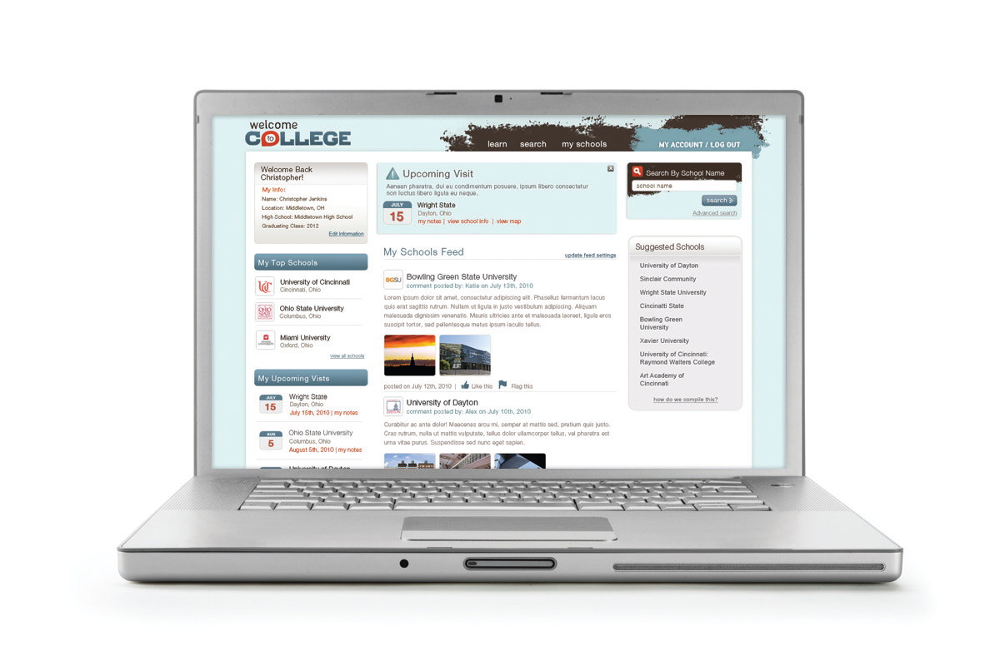 welcome
to
COLLEGE
learn search my schools
MY ACCOUNT / LOG OUT
Welcome Back
Christopher!
My Info:
Name: Christopher Jenkins
Location: Middletown, OH
High School: Middletown High School
Graduating Class: 2012
Edit Information
My Top Schools
University of Cincinnati
Cincinnati, Ohio
Ohio State University
Columbus, Ohio
Miami University
Oxford, Ohio
view all schools
My Upcoming Vists
JULY
15
Wright State
Dayton, Ohio
July 15th, 2010 | my notes
AUG
5
Ohio State University
Columbus, Ohio
August 5th, 2010 | my notes
University of Dayton
Upcoming Visit
Aenean pharetra, dui eu condimentum posuere, ipsum libero consectetur
non luctus libero ligula eu neque.
JULY
15
Wright State
Dayton, Ohio
my notes | view school info | view map
My Schools Feed
update feed settings
BGSU
Bowling Green State University
comment posted by: Katie on July 13th, 2010
Lorem ipsum dolor sit amet, consectetur adipiscing elit. Phasellus fermentum lacus
quis erat sagittis rutrum. Nullam ut ligula in justo vestibulum adipiscing. Aliquam
malesuada dignissim venenatis. Mauris ultricies ante et malesuada laoreet, ligula eros
suscipit tortor, sed pellentesque metus ipsum iaculis tellus.
posted on July 12th, 2010 | Like this Flag this
DAYTON
University of Dayton
comment posted by: Alex on July 10th, 2010
Curabitur ac ante dolor! Maecenas arcu mi, semper at mattis sed, pretium quis justo.
Cras rutrum, nulla ut mattis vulputate, tellus dolor ullamcorper tellus, vel pharetra est
urna vitae purus. Suspendisse sed nunc eget sapien.
Search By School Name
school name
search
Advanced search
Suggested Schools
University of Dayton
Sinclair Community
Wright State University
Cincinatti State
Bowling Green
State University
Xavier University
University of Cincinnati:
Raymond Walters College
Art Academy of
Cincinnati
how do we compile this?